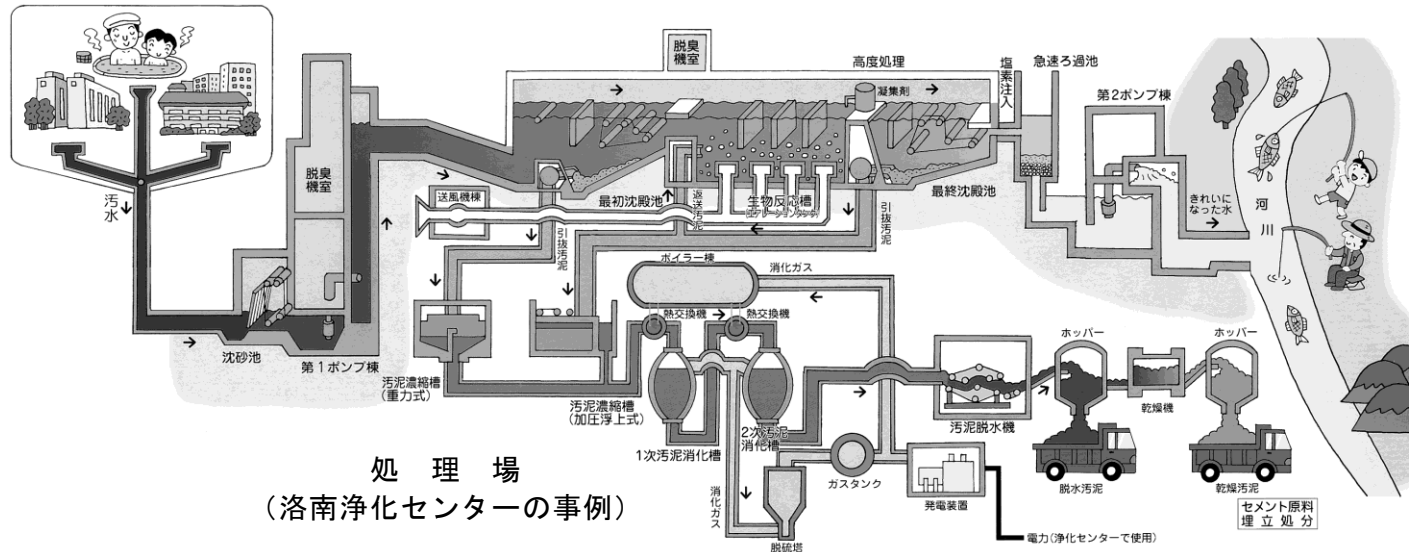 汚水
脱臭
機室
沈砂池
第1ポンプ棟
送風機棟
最初沈殿池
返送汚泥
引抜汚泥
脱臭
機室
生物反応槽
高度処理
凝集剤
引抜汚泥
最終沈殿池
塩素注入
急速ろ過池
第2ポンプ棟
きれいに
なった水
河川
汚泥濃縮槽
(重力式)
汚泥濃縮槽
(加圧浮上式)
ボイラー棟
熱交換機
熱交換機
消化ガス
1次汚泥消化槽
2次汚泥
消化槽
消化ガス
脱硫塔
ガスタンク
発電装置
電力(浄化センターで使用)
汚泥脱水機
ホッパー
脱水汚泥
乾燥機
ホッパー
乾燥汚泥
セメント原料
埋立処分
処 理 場
(洛南浄化センターの事例)